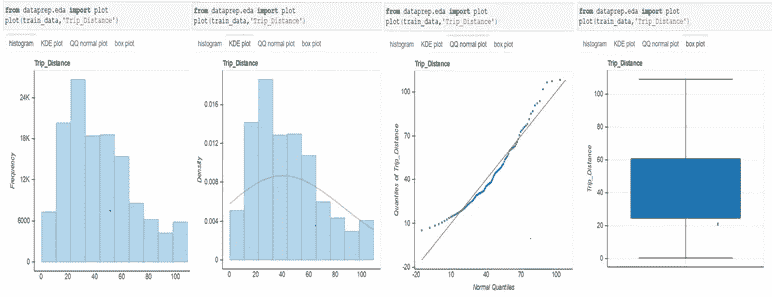 from dataprep.eda import plot
plot(train_data,'Trip_Distance')
histogram KDE plot QQ normal plot box plot
Trip_Distance
24K
18K
12K
6000
0
Frequency
0 20 40 60 80 100
from dataprep.eda import plot
plot(train_data,'Trip_Distance')
histogram KDE plot QQ normal plot box plot
Trip_Distance
0.016
0.012
0.008
0.004
0
Density
0 20 40 60 80 100
from dataprep.eda import plot
plot(train_data,'Trip_Distance')
histogram KDE plot QQ normal plot box plot
Trip_Distance
100
70
40
10
-20
Quantiles of Trip_Distance
-20 10 40 70 100
Normal Quantiles
from dataprep.eda import plot
plot(train_data,'Trip_Distance')
histogram KDE plot QQ normal plot box plot
Trip_Distance
100
80
60
40
20
0
Trip_Distance